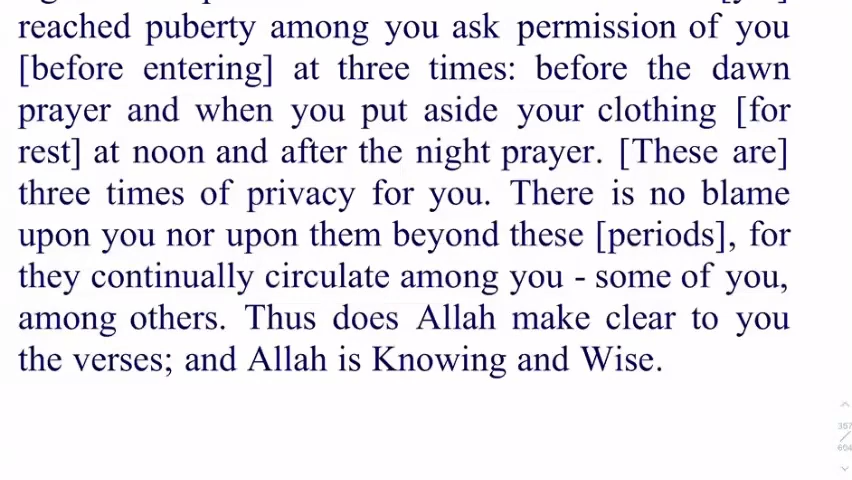 reached puberty among you ask permission of you
[before entering] at three times: before the dawn
prayer and when you put aside your clothing [for
rest] at noon and after the night prayer. [These are]
three times of privacy for you. There is no blame
upon you nor upon them beyond these [periods], for
they continually circulate among you - some of you,
among others. Thus does Allah make clear to you
the verses; and Allah is Knowing and Wise.
357
604